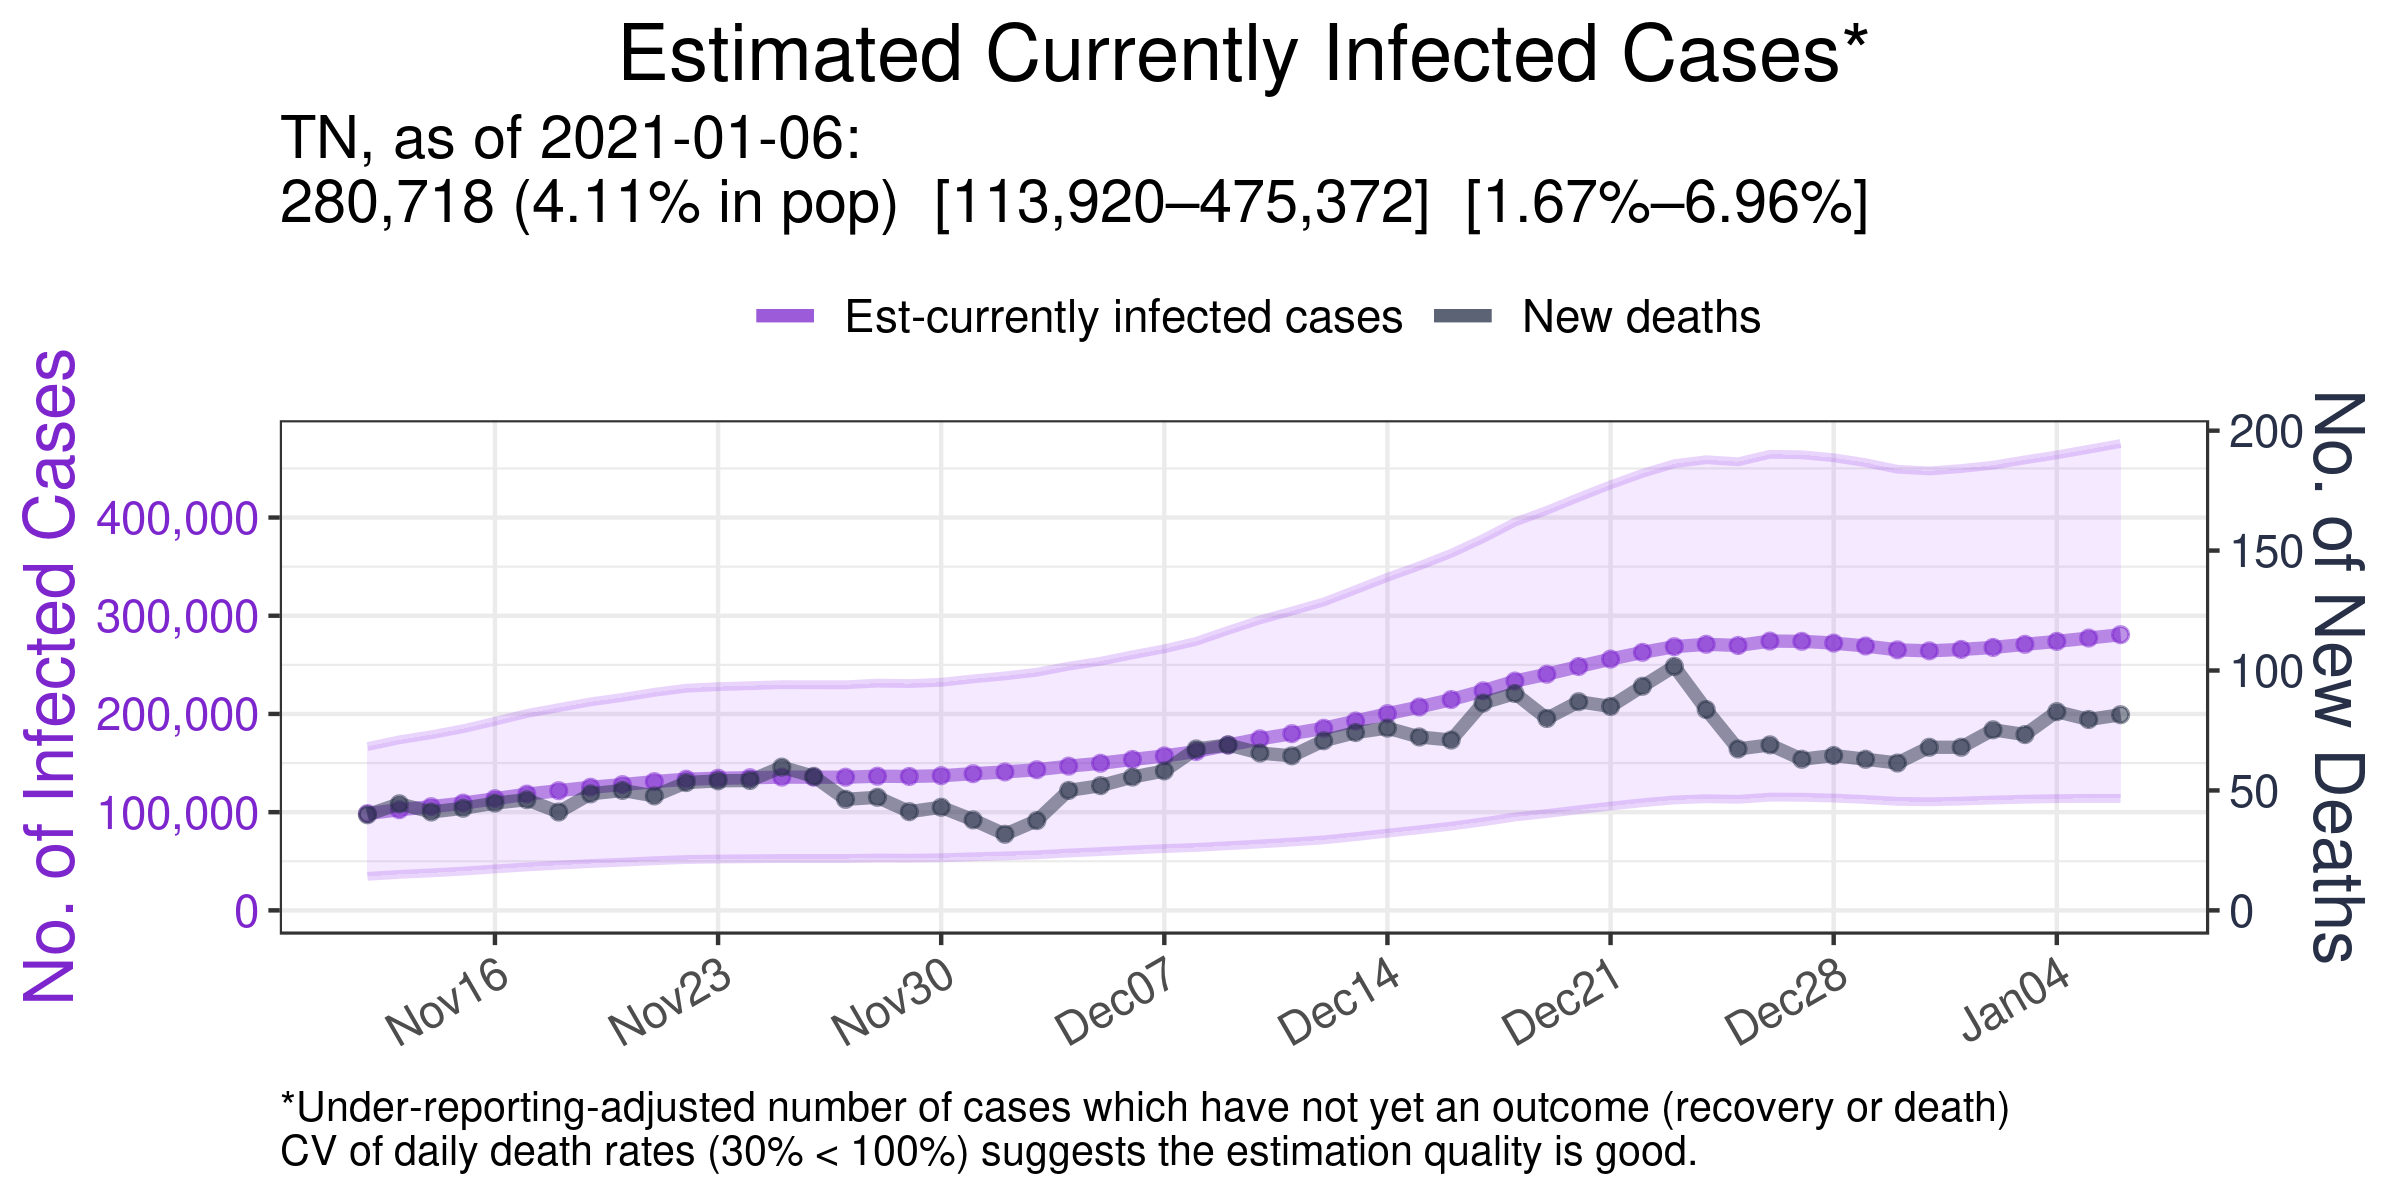 Estimated Currently Infected Cases*
TN, as of 2021-01-06:
280,718 (4.11% in pop)  [113,920–475,372]  [1.67%–6.96%]
Est-currently infected cases
New deaths
No. of Infected Cases
400,000
300,000
200,000
100,000
0
200
150
100
50
0
No. of New Deaths
Nov16
Nov23
Nov30
Dec07
Dec14
Dec21
Dec28
Jan04
*Under-reporting-adjusted number of cases which have not yet an outcome (recovery or death)
CV of daily death rates (30% < 100%) suggests the estimation quality is good.